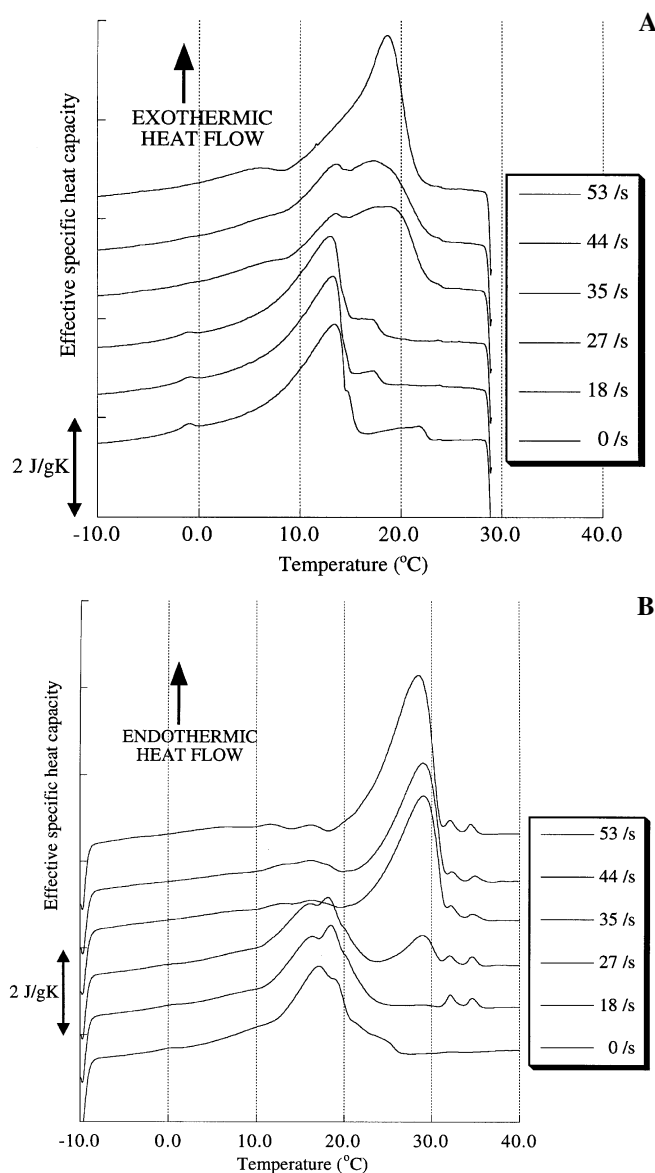 A
EXOTHERMIC
HEAT FLOW
Effective specific heat capacity
2 J/gK
53 /s
44 /s
35 /s
27 /s
18 /s
0 /s
-10.0 0.0 10.0 20.0 30.0 40.0
Temperature (°C)
B
ENDOTHERMIC
HEAT FLOW
Effective specific heat capacity
2 J/gK
53 /s
44 /s
35 /s
27 /s
18 /s
0 /s
-10.0 0.0 10.0 20.0 30.0 40.0
Temperature (°C)